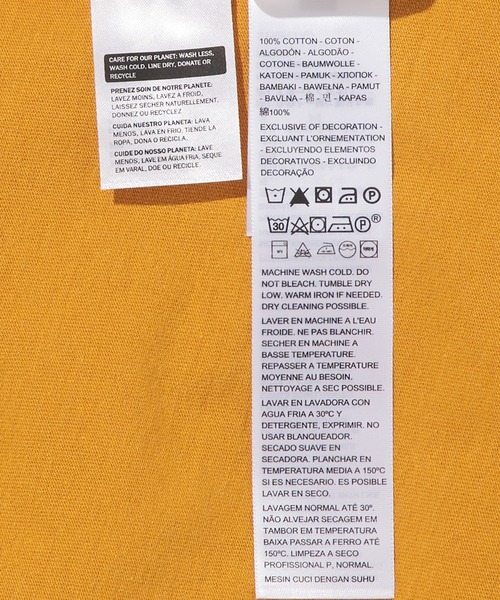 CARE FOR OUR PLANET: WASH LESS,
WASH COLD. LINE DRY, DONATE OR
RECYCLE
PRENEZ SOIN DE NOTRE PLANETE:
LAVEZ MOINS, LAVEZ A FROID,
LAISSEZ SÉCHER NATURELLEMENT,
DONNEZ OU RECYCLEZ
CUIDA NUESTRO PLANETA: LAVA
MENOS, LAVA EN FRIO, TIENDE LA
ROPA, DONA O RECICLA.
CUIDE DO NOSSO PLANETA: LAVE
MENOS, LAVE EM ÁGUA FRIA, SEQUE
EM VARAL, DOE OU RECICLE
100% COTTON - COTON -
ALGODÓN - ALGODÃO -
COTONE - BAUMWOLLE -
KATOEN - PAMUK - ΧΛΟΠΟΚ -
BAMBAKI - BAWEŁNA - PAMUT
- BAVLNA - 棉 - 면 - KAPAS
綿100%
EXCLUSIVE OF DECORATION -
EXCLUANT L'ORNEMENTATION
- EXCLUYENDO ELEMENTOS
DECORATIVOS - EXCLUINDO
DECORAÇÃO
P
30 P®
MACHINE WASH COLD. DO
NOT BLEACH. TUMBLE DRY
LOW. WARM IRON IF NEEDED.
DRY CLEANING POSSIBLE.
LAVER EN MACHINE A L'EAU
FROIDE. NE PAS BLANCHIR.
SECHER EN MACHINE A
BASSE TEMPERATURE.
REPASSER A TEMPERATURE
MOYENNE AU BESOIN.
NETTOYAGE A SEC POSSIBLE.
LAVAR EN LAVADORA CON
AGUA FRIA A 30ºC Y
DETERGENTE, EXPRIMIR. NO
USAR BLANQUEADOR.
SECADO SUAVE EN
SECADORA. PLANCHAR EN
TEMPERATURA MEDIA A 150ºC
SI ES NECESARIO. ES POSIBLE
LAVAR EN SECO.
LAVAGEM NORMAL ATÉ 30º.
NÃO ALVEJAR SECAGEM EM
TAMBOR EM TEMPERATURA
BAIXA PASSAR A FERRO ATÉ
150ºC. LIMPEZA A SECO
PROFISSIONAL P, NORMAL.
MESIN CUCI DENGAN SUHU